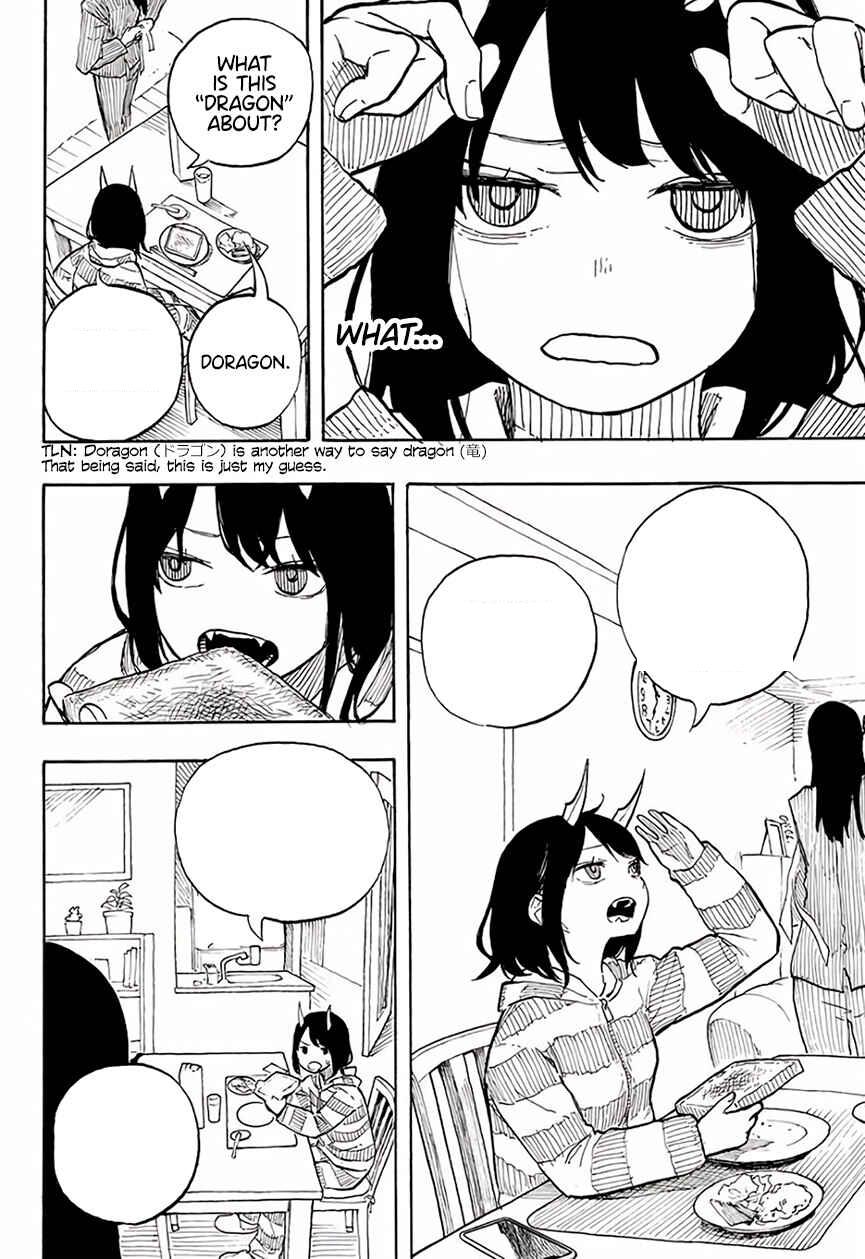 WHAT...
WHAT
IS THIS
“DRAGON”
ABOUT?
DORAGON.
TLN: Doragon (ドラゴン) is another way to say dragon (竜)
That being said, this is just my guess.